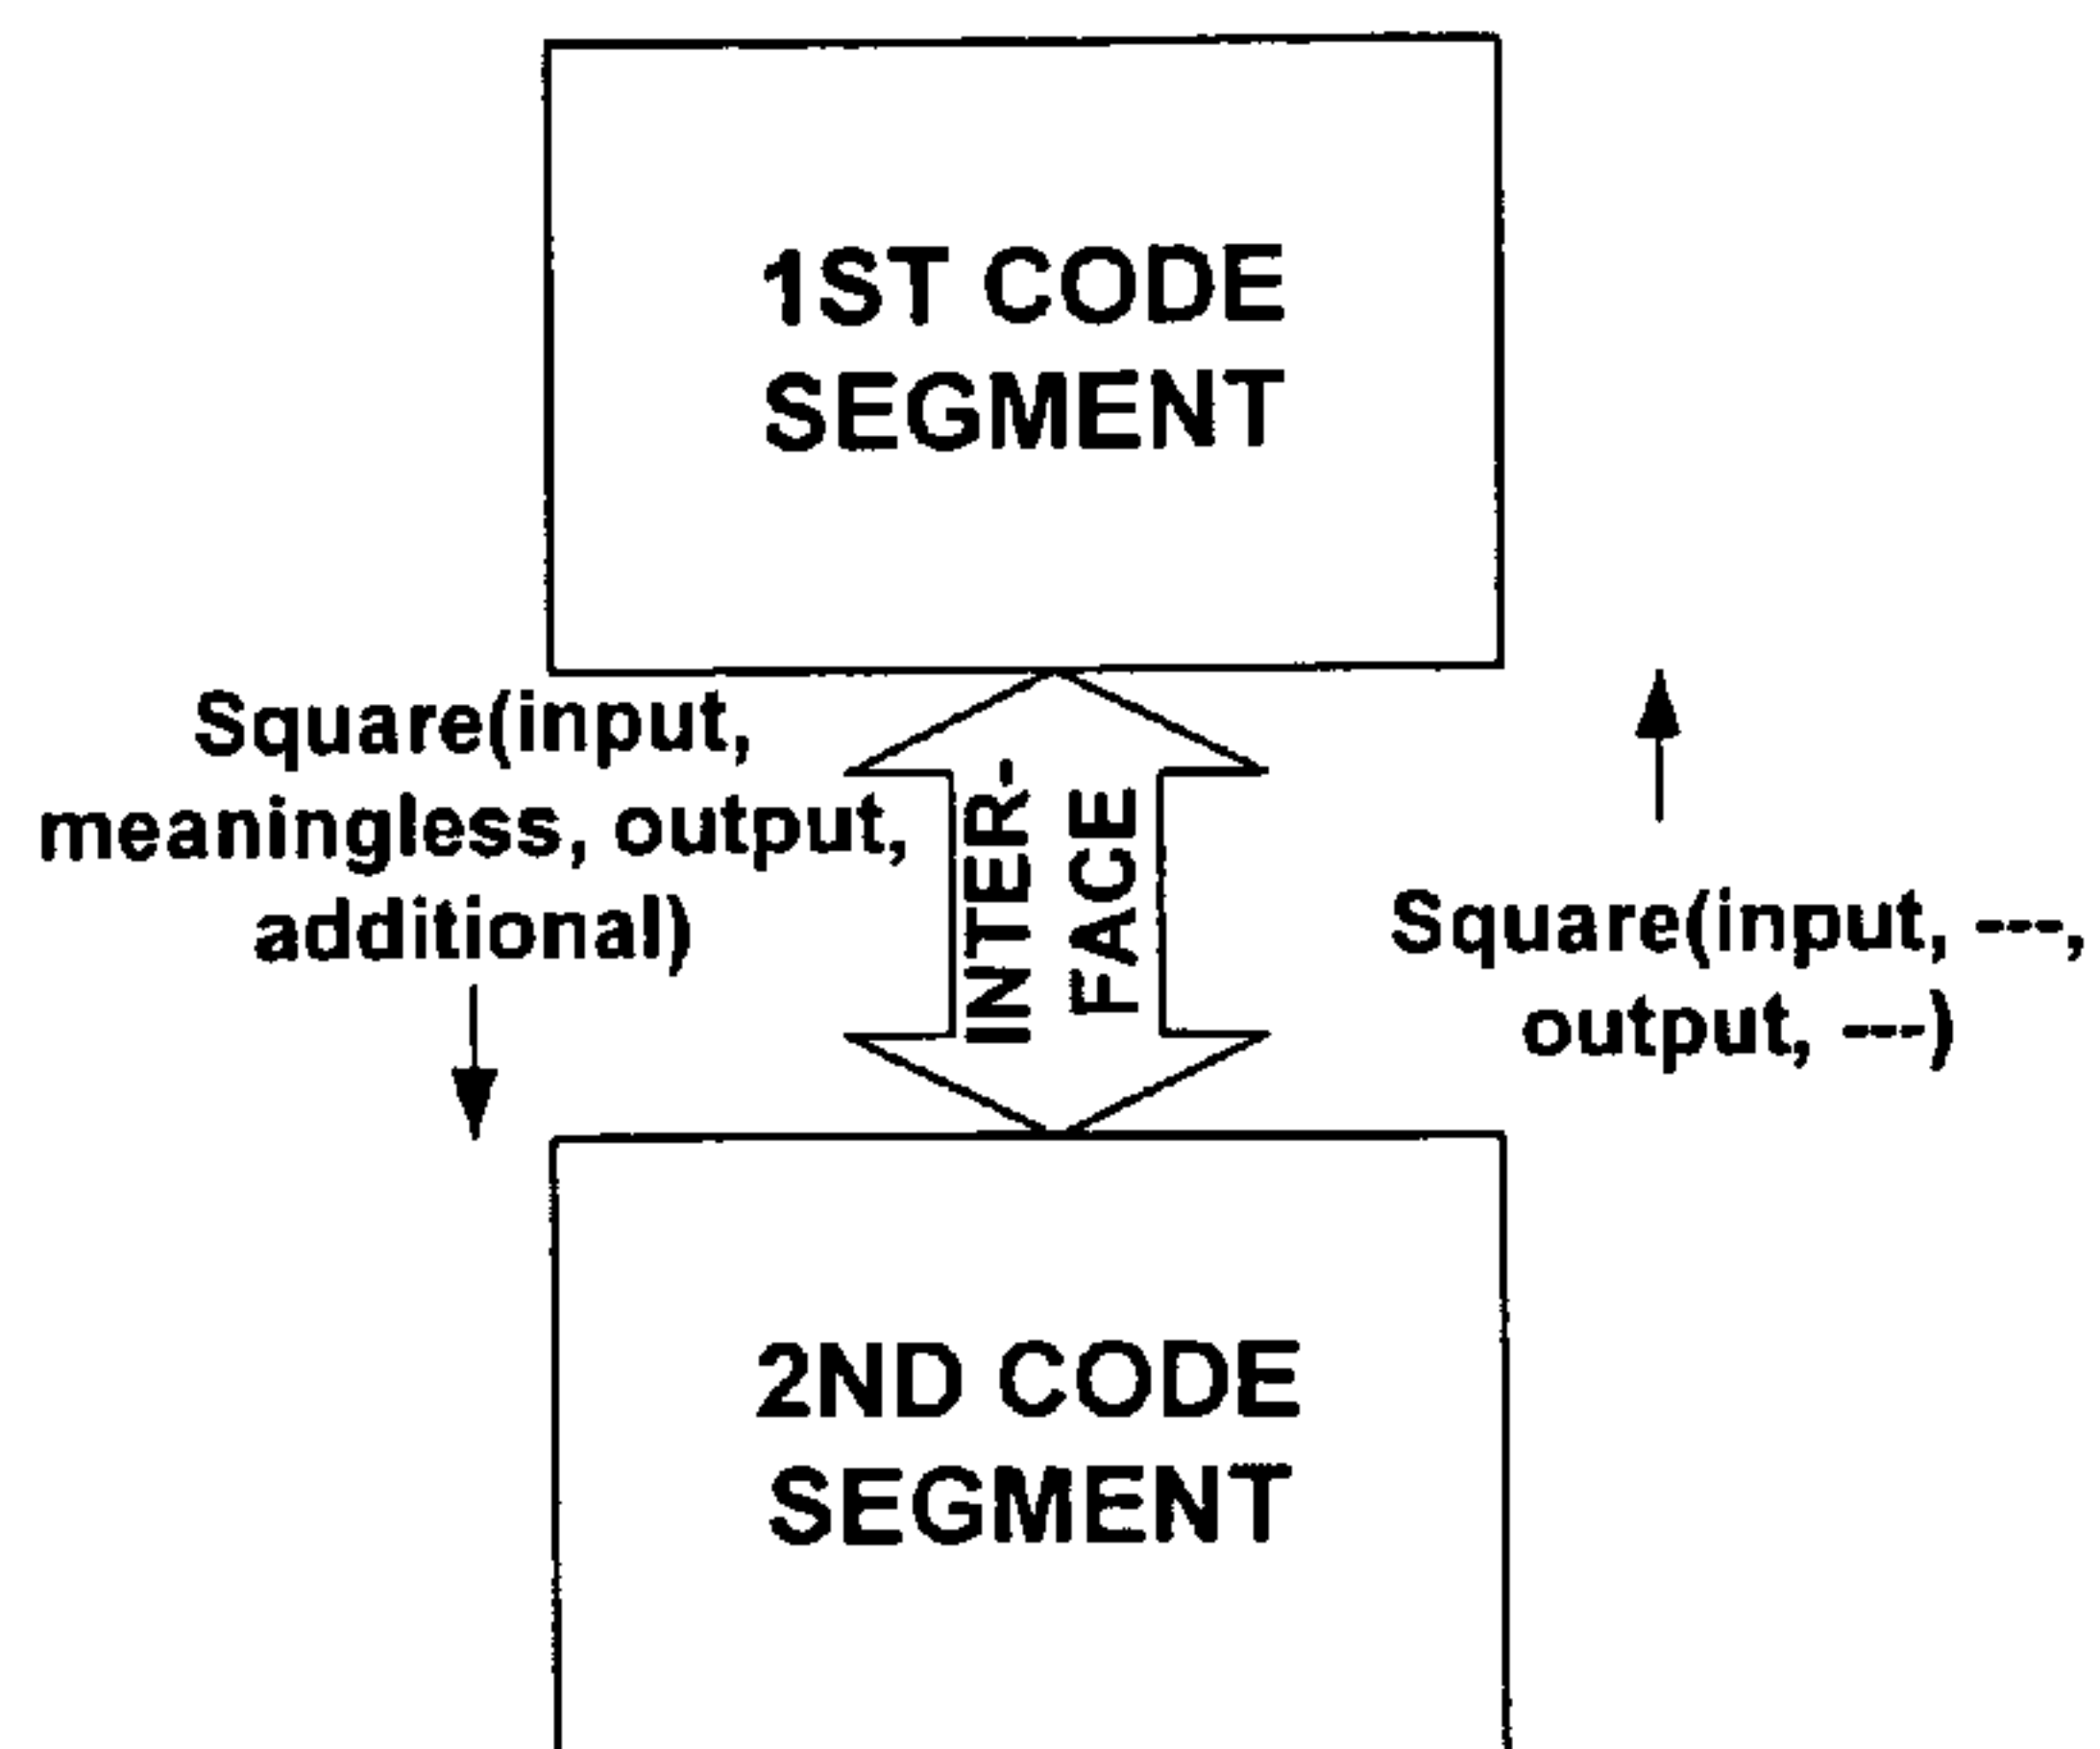 1ST CODE
SEGMENT
Square(input,
meaningless, output,
additional)
INTER-
FACE
Square(input, ---,
output, ---)
2ND CODE
SEGMENT